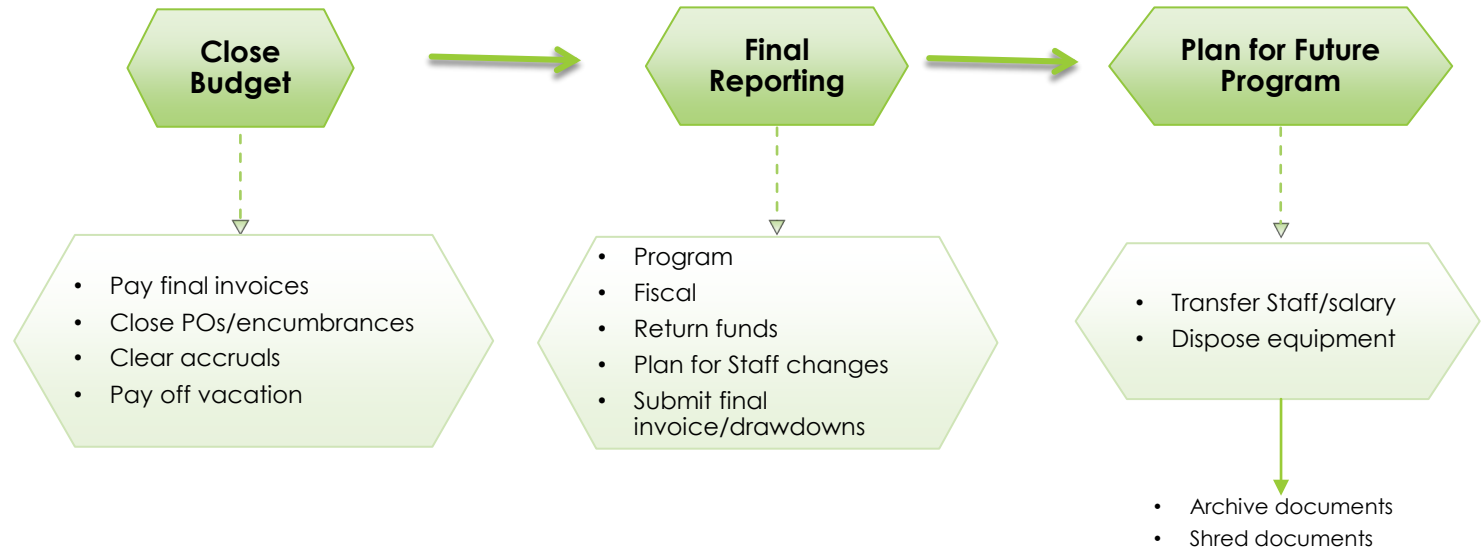 Close
Budget
Final
Reporting
Plan for Future
Program
• Pay final invoices
• Close POs/encumbrances
• Clear accruals
• Pay off vacation
• Program
• Fiscal
• Return funds
• Plan for Staff changes
• Submit final
invoice/drawdowns
• Transfer Staff/salary
• Dispose equipment
• Archive documents
• Shred documents